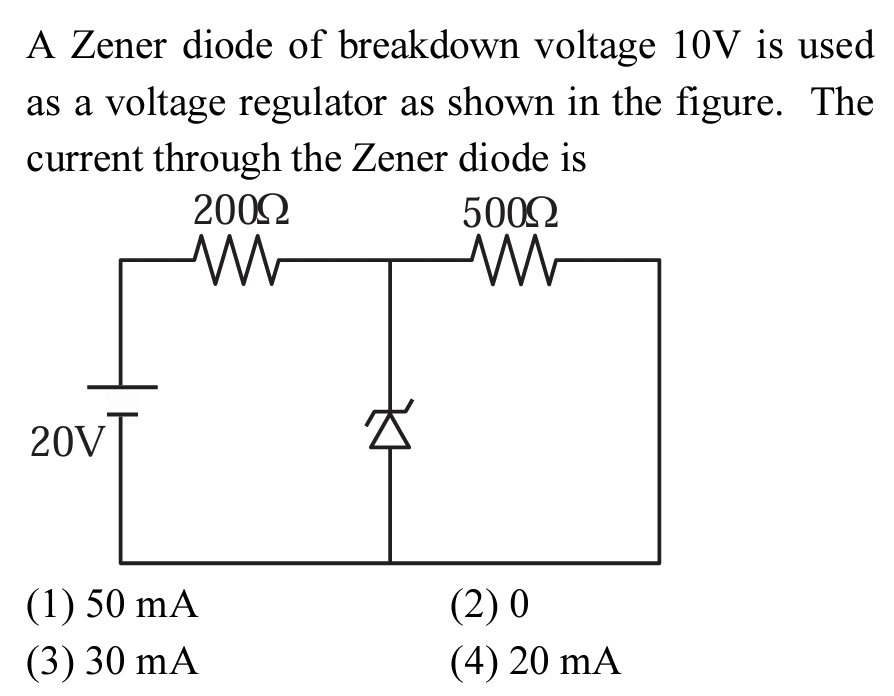 A Zener diode of breakdown voltage 10V is used
as a voltage regulator as shown in the figure. The
current through the Zener diode is
200Ω 500Ω
20V
(1) 50 mA (2) 0
(3) 30 mA (4) 20 mA